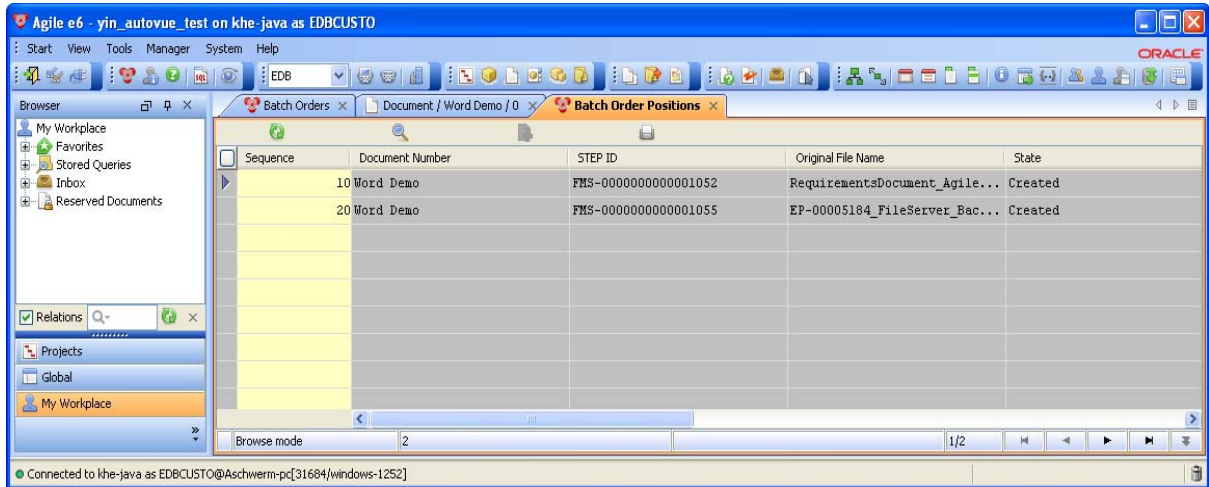 Agile e6 - yin_autovue_test on khe-java as EDBCUSTO
Start View Tools Manager System Help
ORACLE
EDB
Browser
Batch Orders
Document / Word Demo / 0
Batch Order Positions
My Workplace
Favorites
Stored Queries
Inbox
Reserved Documents
Sequence Document Number STEP ID Original File Name State
10 Word Demo FMS-0000000000001052 RequirementsDocument_Agile... Created
20 Word Demo FMS-0000000000001055 EP-00005184_FileServer_Bac... Created
Relations
Projects
Global
My Workplace
Browse mode 2 1/2
Connected to khe-java as EDBCUSTO@Aschwerm-pc[31684/windows-1252]